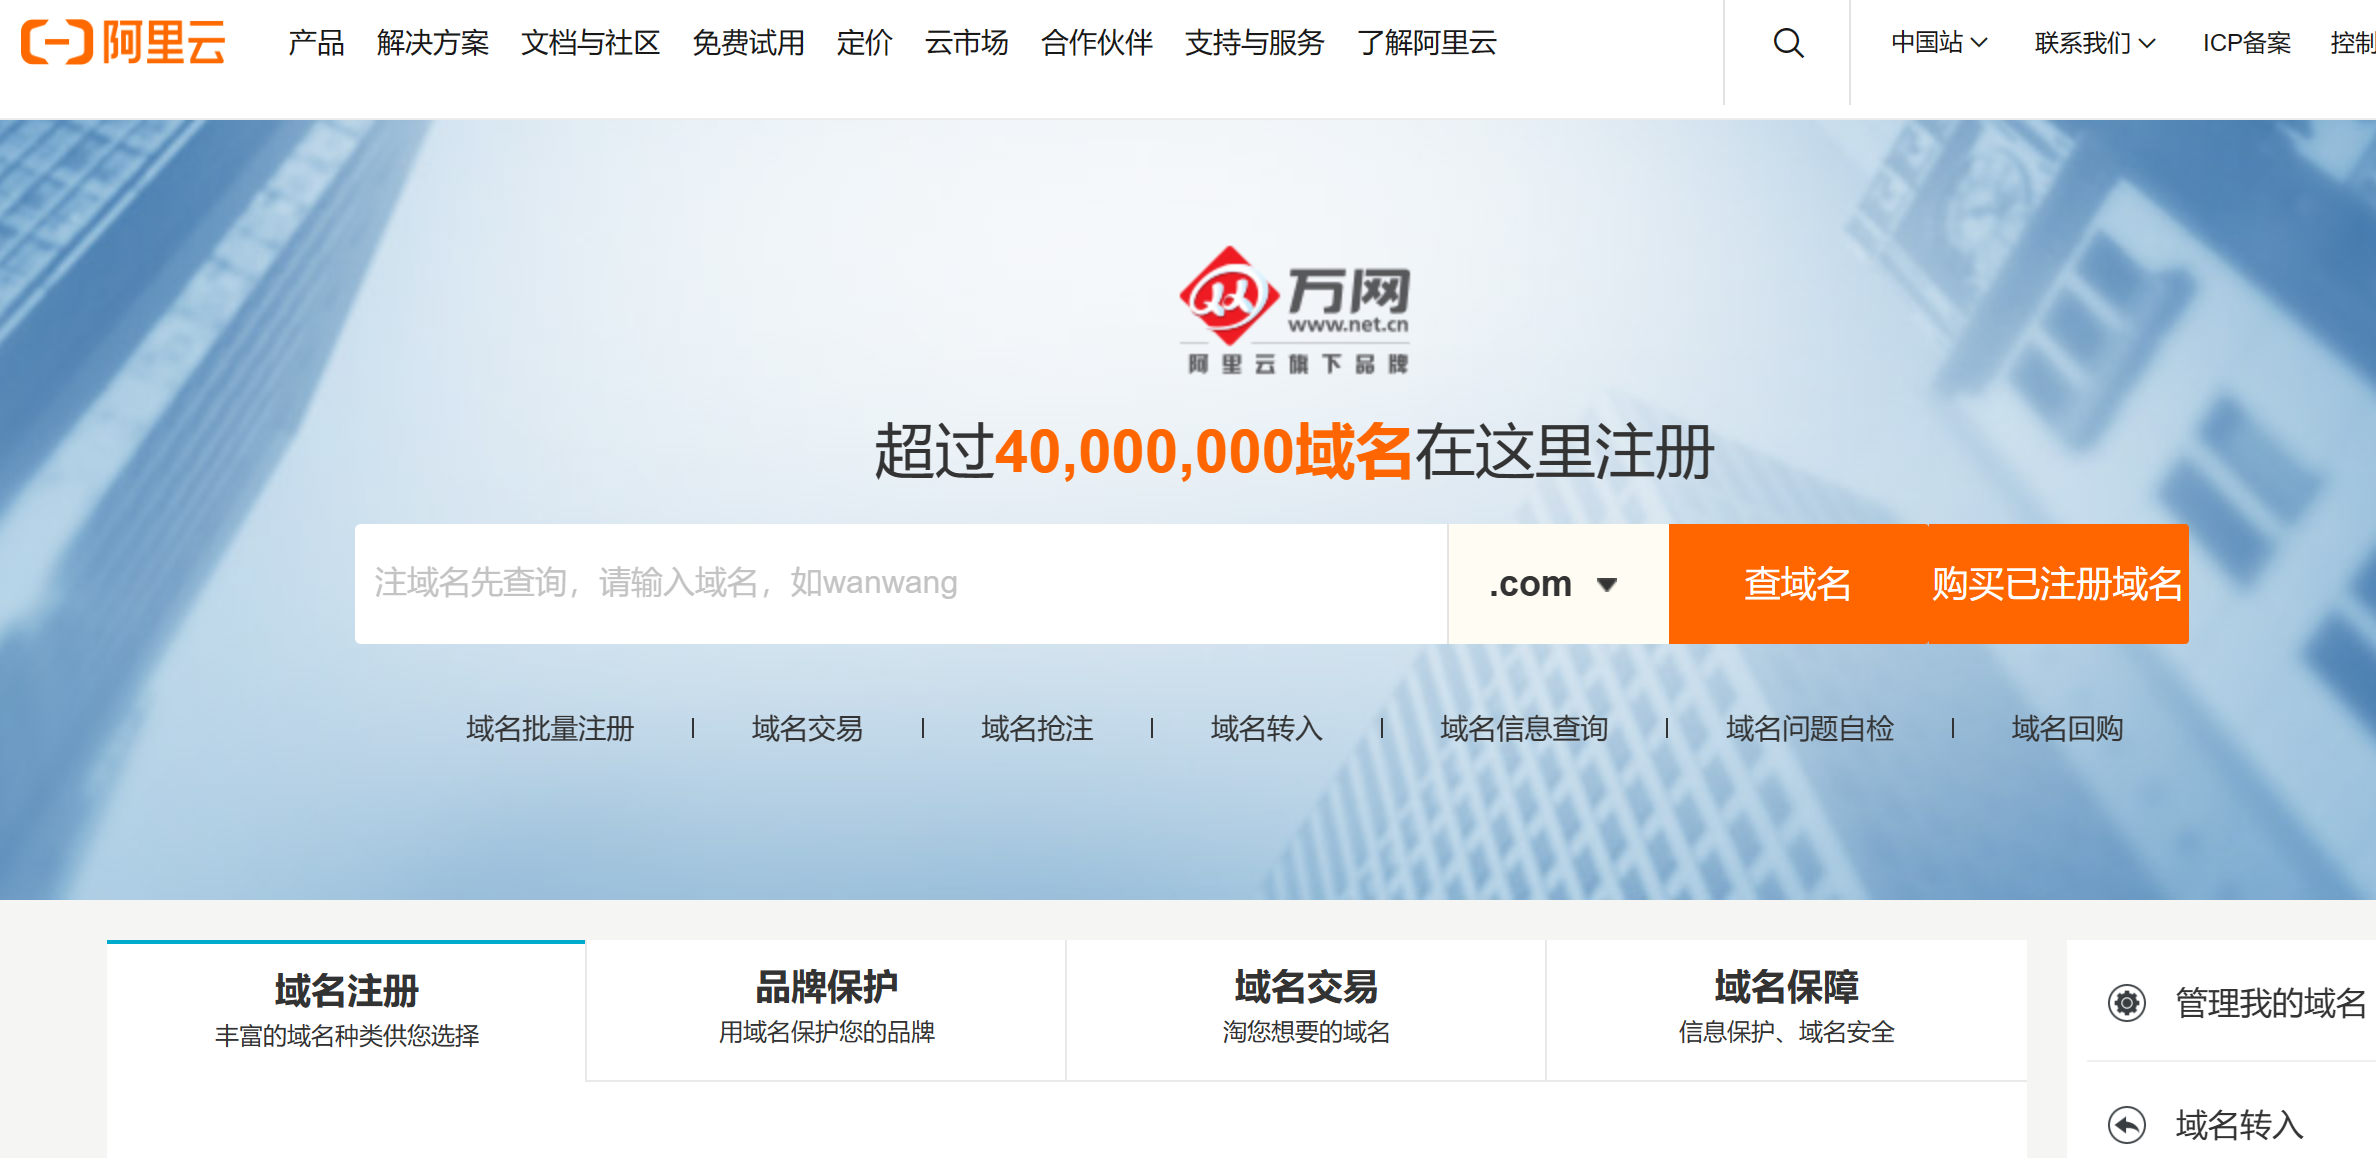 阿里云
产品 解决方案 文档与社区 免费试用 定价 云市场 合作伙伴 支持与服务 了解阿里云
中国站 联系我们 ICP备案 控制
万网
www.net.cn
阿里云旗下品牌
超过40,000,000域名在这里注册
注域名先查询，请输入域名，如wanwang .com 查域名 购买已注册域名
域名批量注册 域名交易 域名抢注 域名转入 域名信息查询 域名问题自检 域名回购
域名注册
丰富的域名种类供您选择
品牌保护
用域名保护您的品牌
域名交易
淘您想要的域名
域名保障
信息保护、域名安全
管理我的域名
域名转入